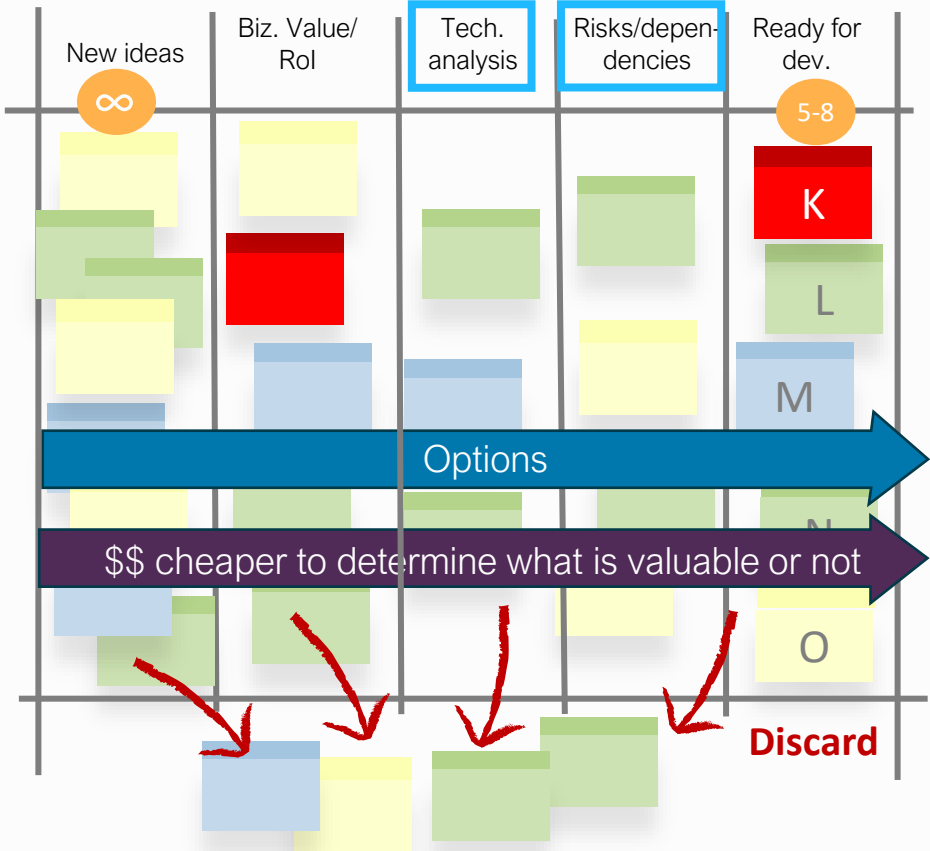 New ideas
Biz. Value/
RoI
Tech.
analysis
Risks/depen-
dencies
Ready for
dev.
∞
5-8
K
L
M
Options
N
$$ cheaper to determine what is valuable or not
O
Discard